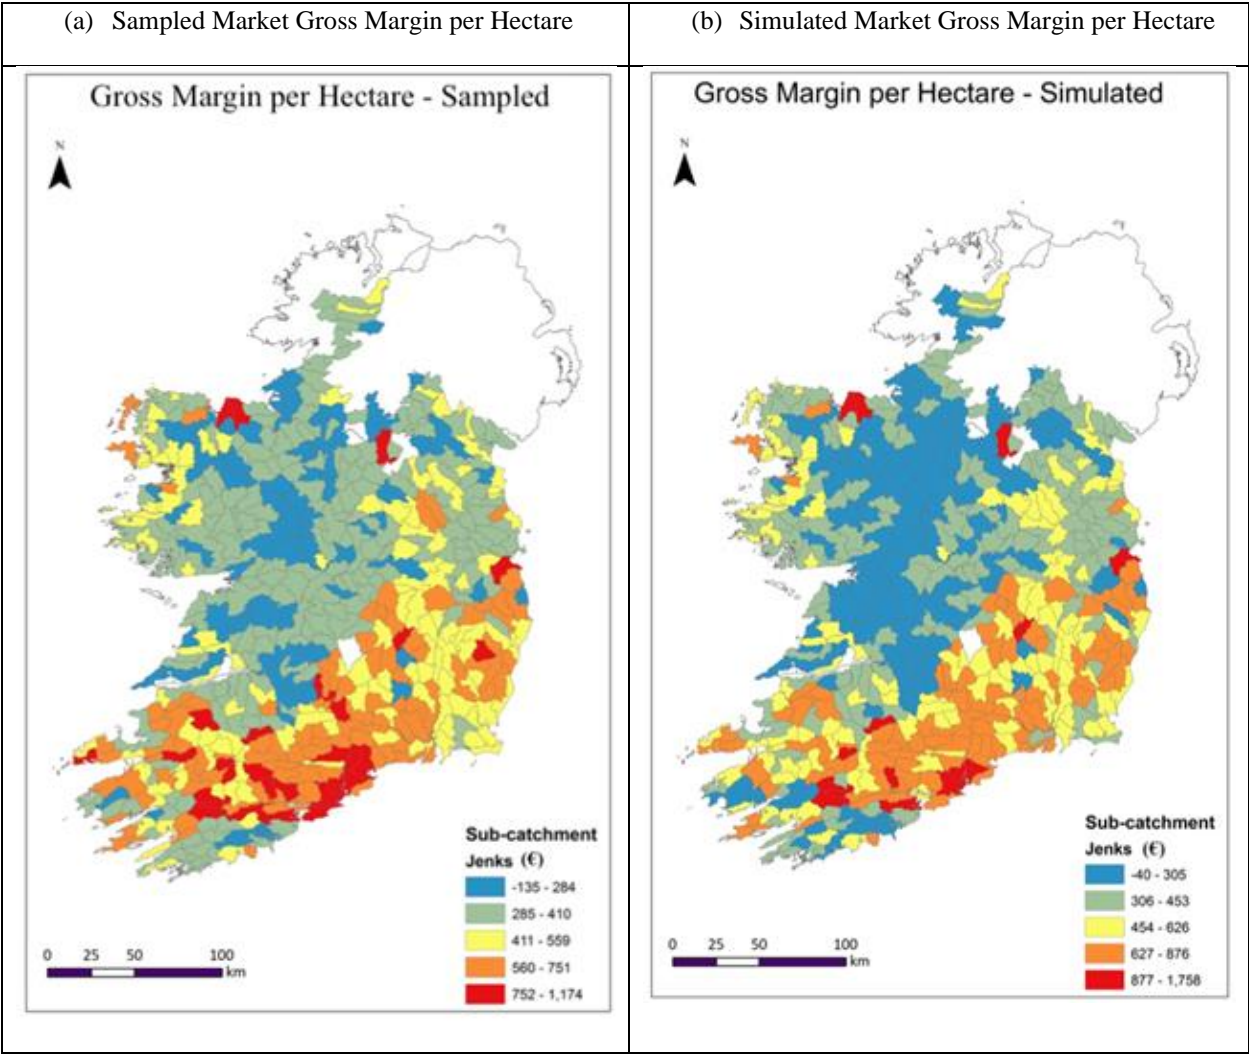 (a) Sampled Market Gross Margin per Hectare
Gross Margin per Hectare - Sampled
N
Sub-catchment
Jenks (€)
-135 - 284
285 - 410
411 - 559
560 - 751
752 - 1,174
0 25 50 100
km
(b) Simulated Market Gross Margin per Hectare
Gross Margin per Hectare - Simulated
N
Sub-catchment
Jenks (€)
-40 - 305
306 - 453
454 - 626
627 - 876
877 - 1,758
0 25 50 100
km